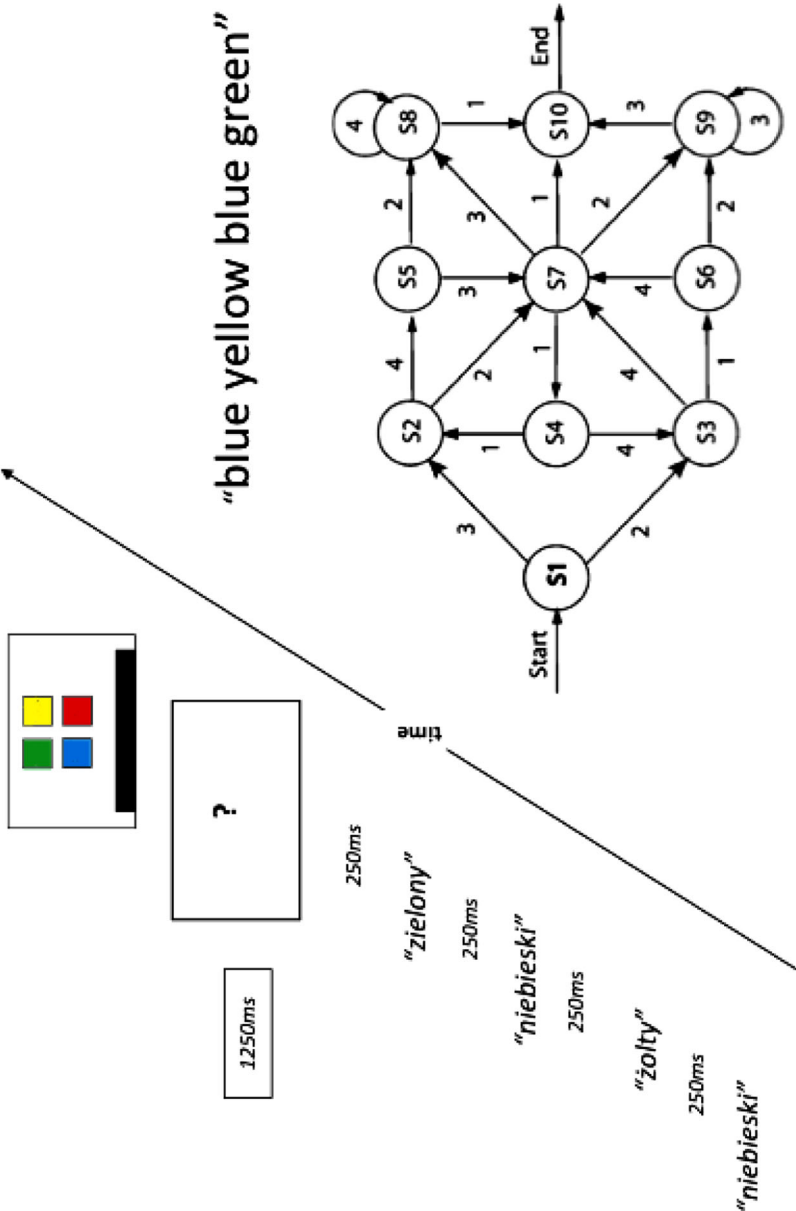 1250ms
?
250ms
"zielony"
250ms
"niebieski"
250ms
"żolty"
250ms
"niebieski"
time
"blue yellow blue green"
4
4 2
S2 S5 S8
3 1 2 3 3 1
Start 1 1 End
S1 S4 S7 S10
2 4 4 4 2 3
S3 S6 S9
1 2
3